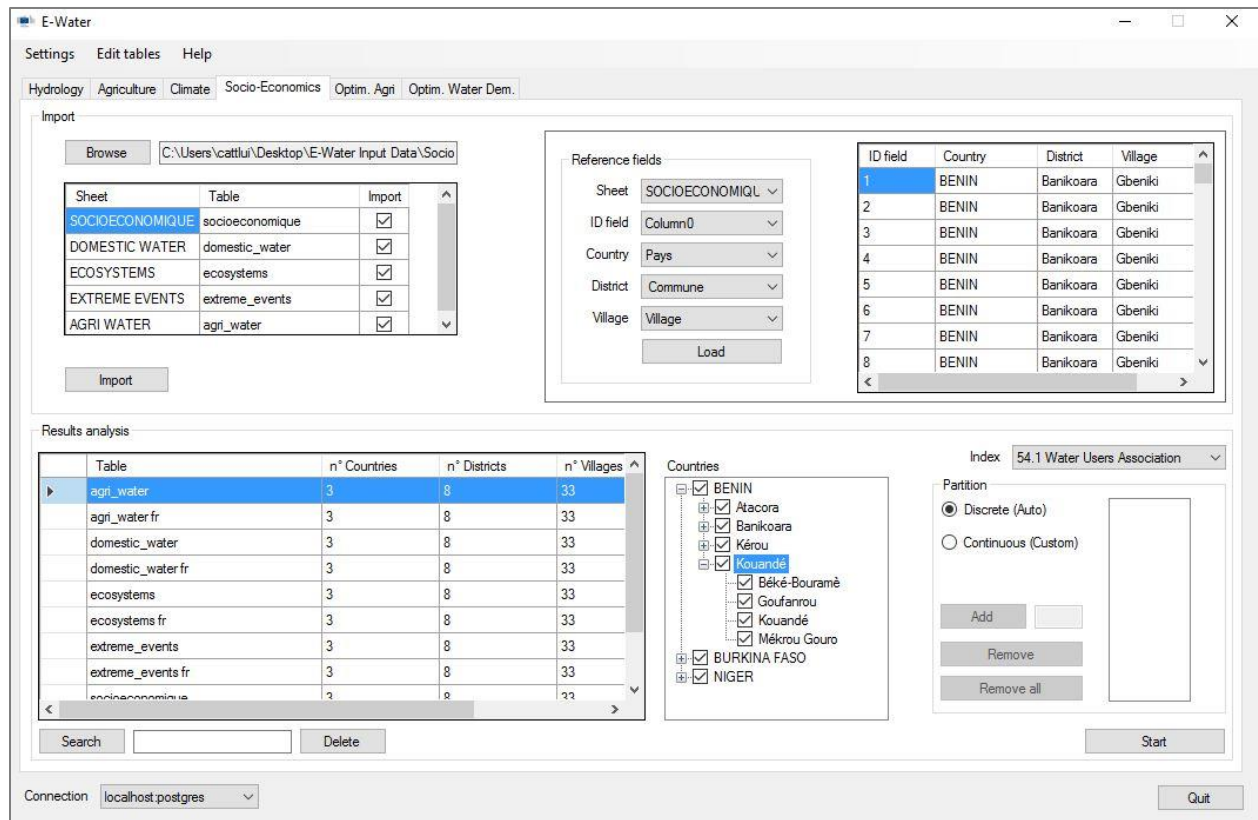 E-Water
Settings Edit tables Help
Hydrology Agriculture Climate Socio-Economics Optim. Agri Optim. Water Dem.
Import
Browse C:\Users\cattlui\Desktop\E-Water Input Data\Socio
Sheet Table Import
SOCIOECONOMIQUE socioeconomique
DOMESTIC WATER domestic_water
ECOSYSTEMS ecosystems
EXTREME EVENTS extreme_events
AGRI WATER agri_water
Import
Reference fields
Sheet SOCIOECONOMIQL
ID field Column0
Country Pays
District Commune
Village Village
Load
ID field Country District Village
1 BENIN Banikoara Gbeniki
2 BENIN Banikoara Gbeniki
3 BENIN Banikoara Gbeniki
4 BENIN Banikoara Gbeniki
5 BENIN Banikoara Gbeniki
6 BENIN Banikoara Gbeniki
7 BENIN Banikoara Gbeniki
8 BENIN Banikoara Gbeniki
Results analysis
Table n° Countries n° Districts n° Villages
agri_water 3 8 33
agri_water fr 3 8 33
domestic_water 3 8 33
domestic_water fr 3 8 33
ecosystems 3 8 33
ecosystems fr 3 8 33
extreme_events 3 8 33
extreme_events fr 3 8 33
socioeconomique 3 8 33
Search Delete
Countries
BENIN
Atacora
Banikoara
Kérou
Kouandé
Béké-Bouramè
Goufanrou
Kouandé
Mékrou Gouro
BURKINA FASO
NIGER
Index 54.1 Water Users Association
Partition
Discrete (Auto)
Continuous (Custom)
Add
Remove
Remove all
Start
Connection localhost:postgres
Quit